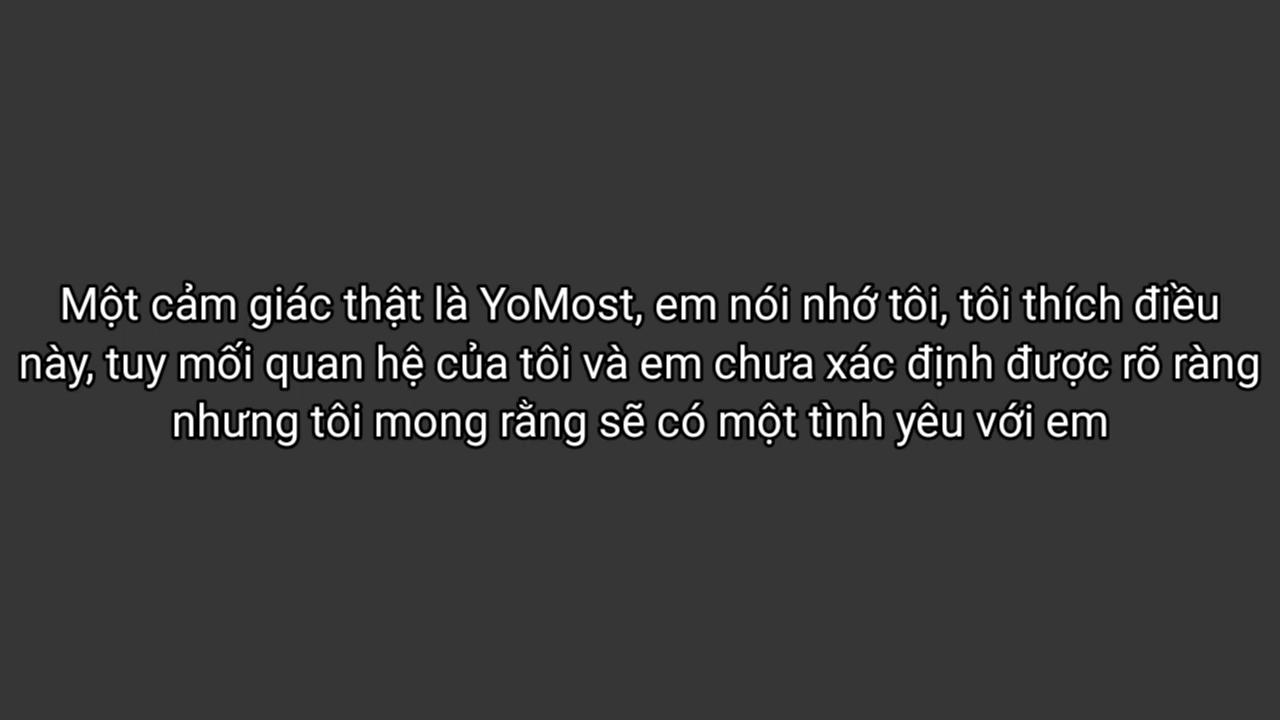 Một cảm giác thật là YoMost, em nói nhớ tôi, tôi thích điều
này, tuy mối quan hệ của tôi và em chưa xác định được rõ ràng
nhưng tôi mong rằng sẽ có một tình yêu với em